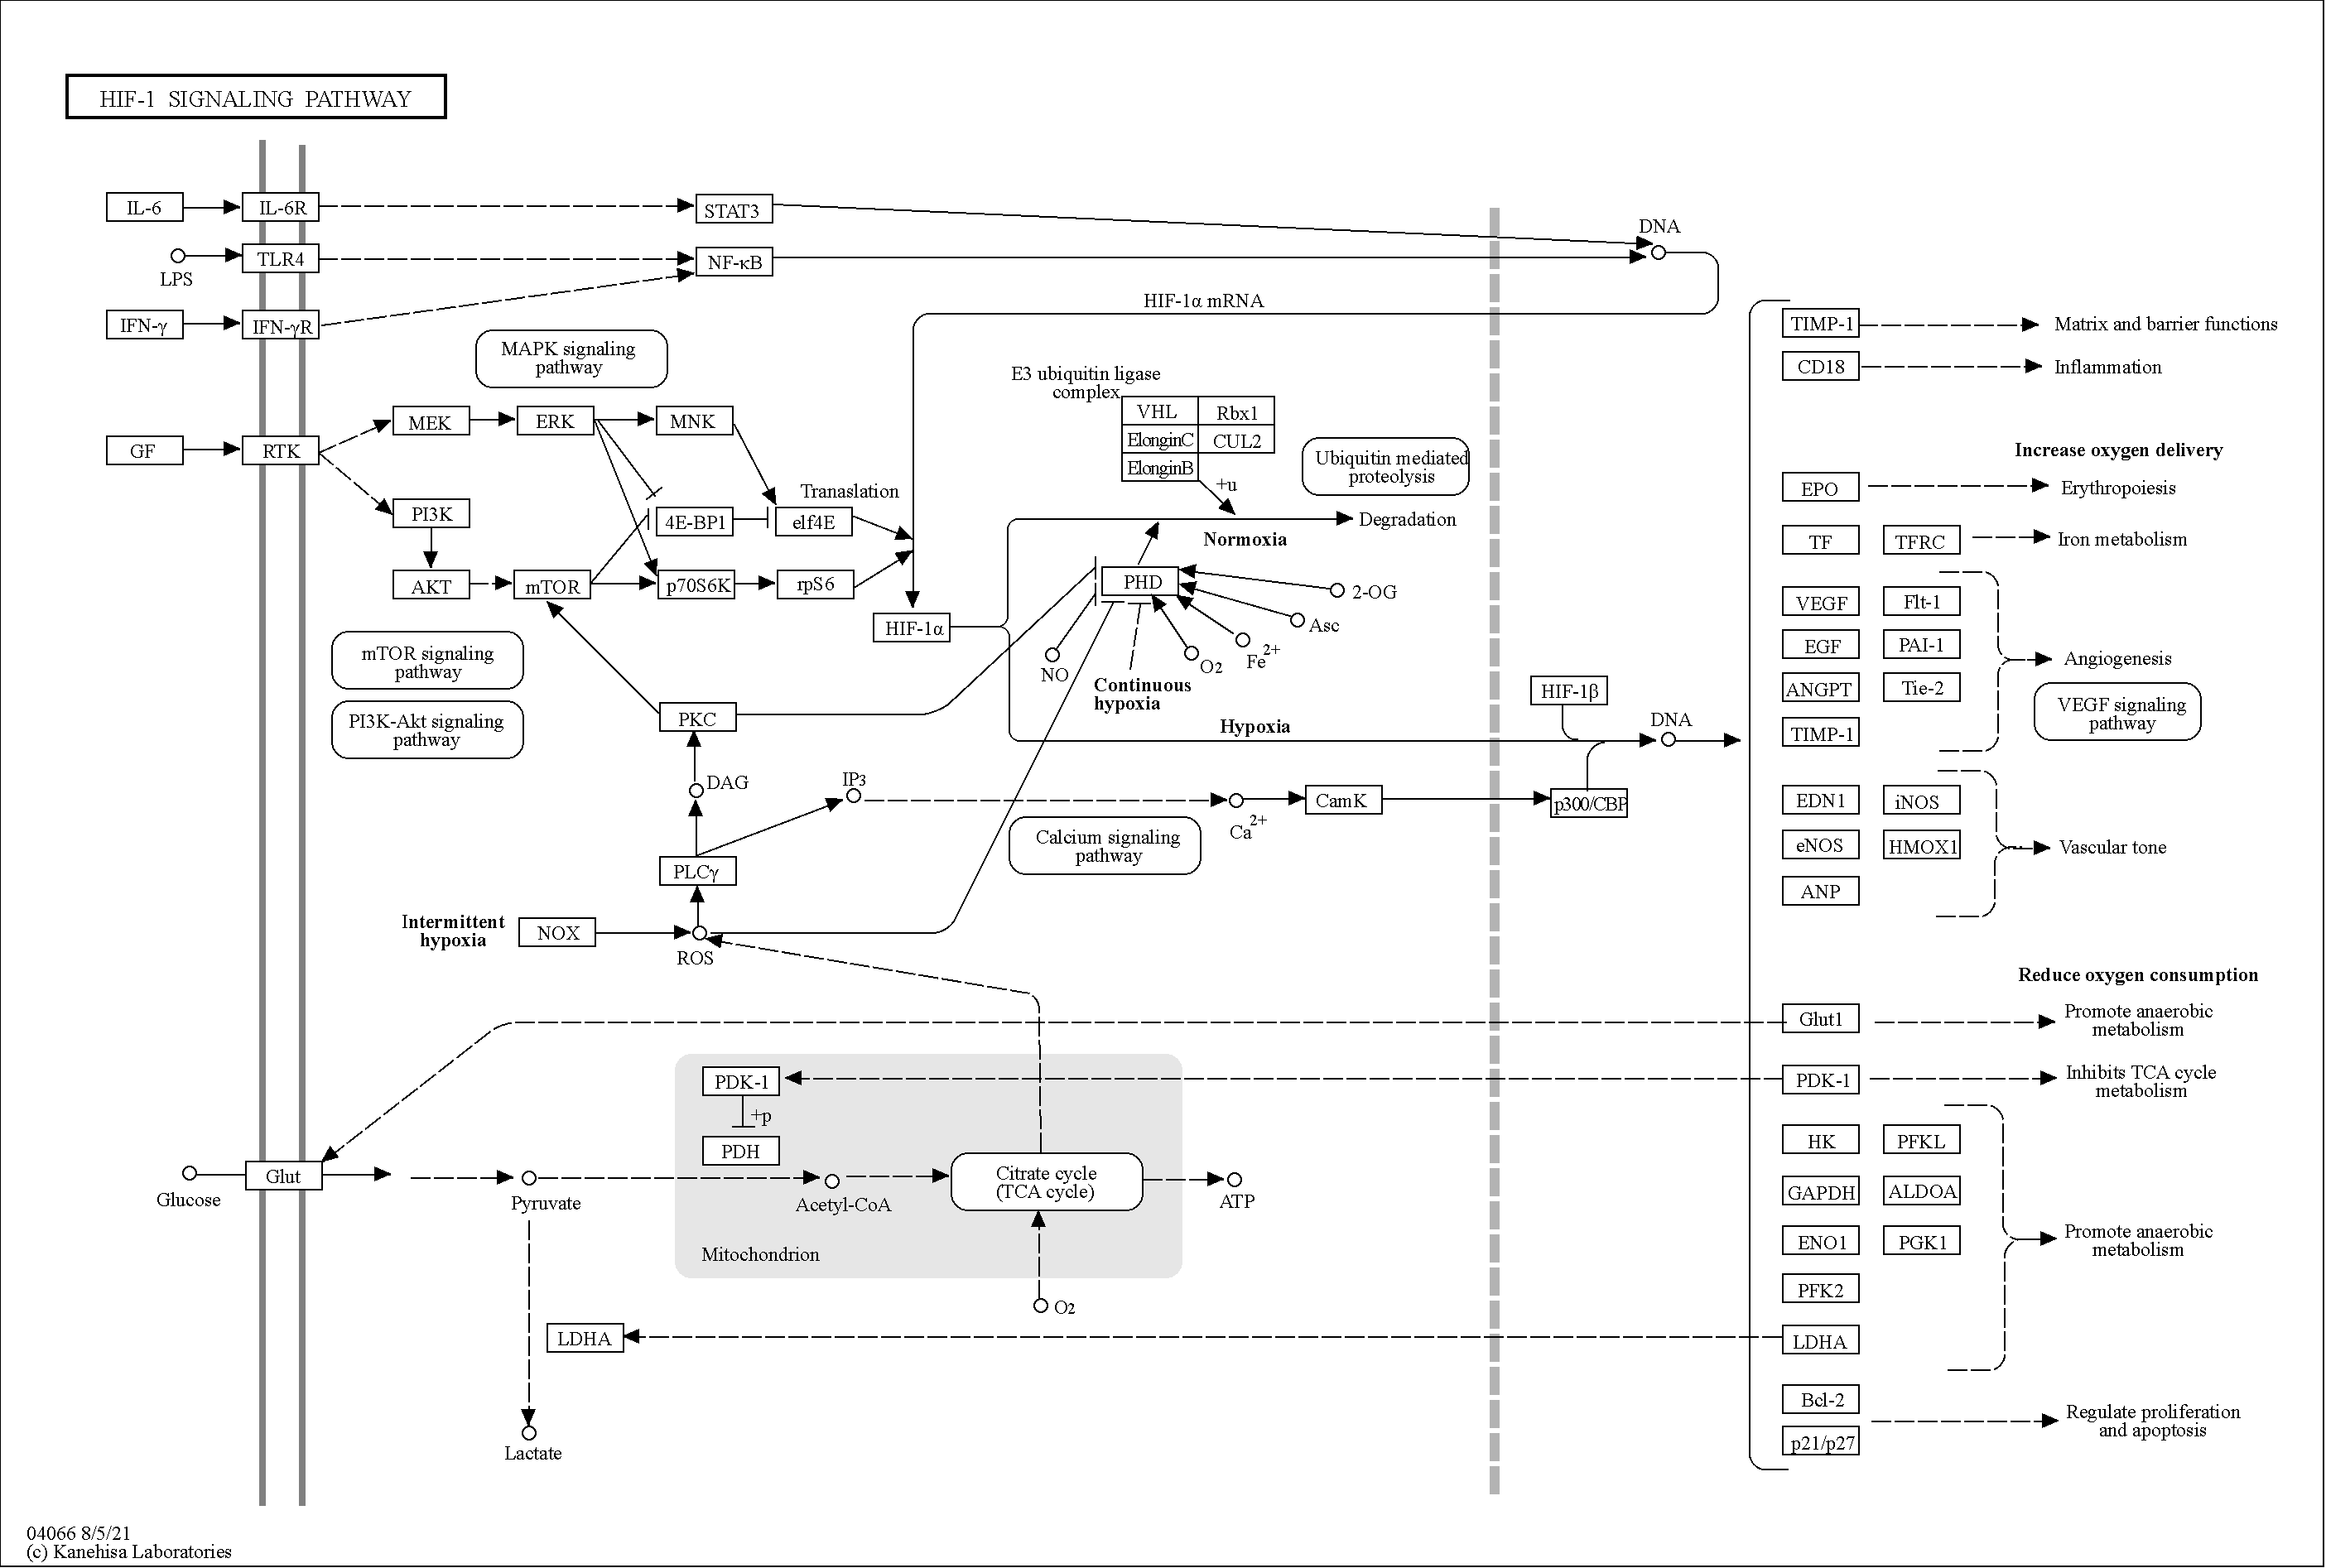 HIF-1 SIGNALING PATHWAY
IL-6
IL-6R
STAT3
DNA
LPS
TLR4
NF-κB
HIF-1α mRNA
IFN-γ
IFN-γR
MAPK signaling
pathway
GF
RTK
MEK
ERK
MNK
PI3K
4E-BP1
Tranaslation
elf4E
AKT
mTOR
p70S6K
rpS6
HIF-1α
E3 ubiquitin ligase
complex
VHL
Rbx1
ElonginC
CUL2
ElonginB
+u
Ubiquitin mediated
proteolysis
Degradation
Normoxia
PHD
2-OG
Asc
Fe2+
O2
NO
Continuous
hypoxia
Hypoxia
mTOR signaling
pathway
PI3K-Akt signaling
pathway
PKC
DAG
IP3
PLCγ
Ca2+
CamK
Calcium signaling
pathway
HIF-1β
DNA
p300/CBP
Intermittent
hypoxia
NOX
ROS
PDK-1
+p
PDH
Glucose
Glut
Pyruvate
Acetyl-CoA
Citrate cycle
(TCA cycle)
ATP
Mitochondrion
O2
LDHA
Lactate
TIMP-1
Matrix and barrier functions
CD18
Inflammation
Increase oxygen delivery
EPO
Erythropoiesis
TF
TFRC
Iron metabolism
VEGF
Flt-1
EGF
PAI-1
Angiogenesis
ANGPT
Tie-2
VEGF signaling
pathway
TIMP-1
EDN1
iNOS
eNOS
HMOX1
Vascular tone
ANP
Reduce oxygen consumption
Glut1
Promote anaerobic
metabolism
PDK-1
Inhibits TCA cycle
metabolism
HK
PFKL
GAPDH
ALDOA
ENO1
PGK1
Promote anaerobic
metabolism
PFK2
LDHA
Bcl-2
p21/p27
Regulate proliferation
and apoptosis
04066 8/5/21
(c) Kanehisa Laboratories